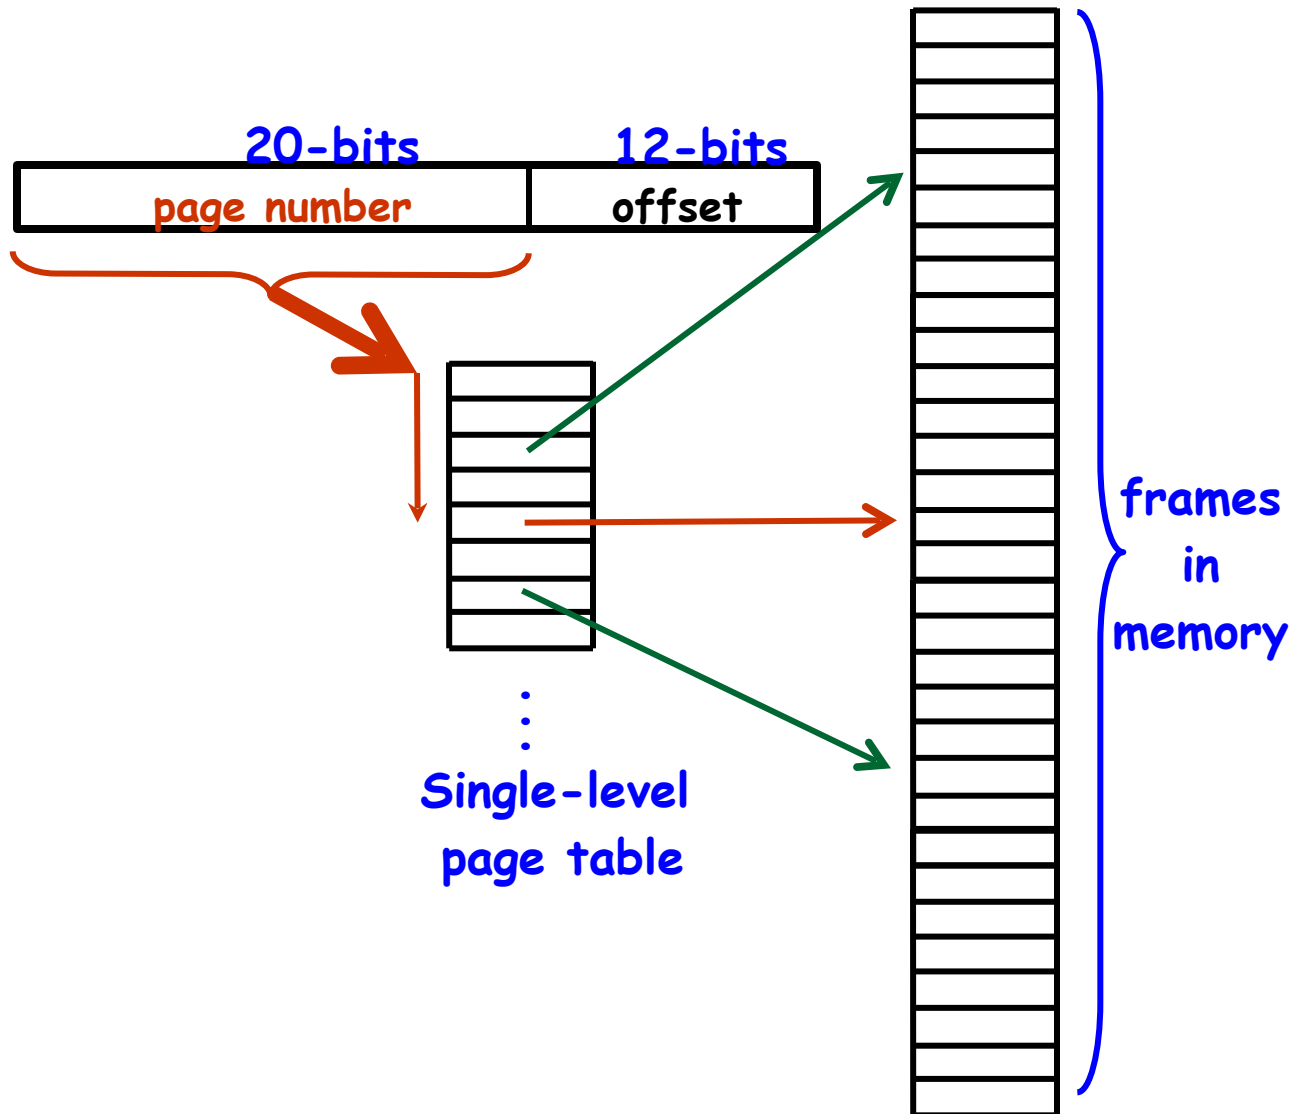 20-bits
12-bits
page number
offset
frames
in
memory
Single-level
page table